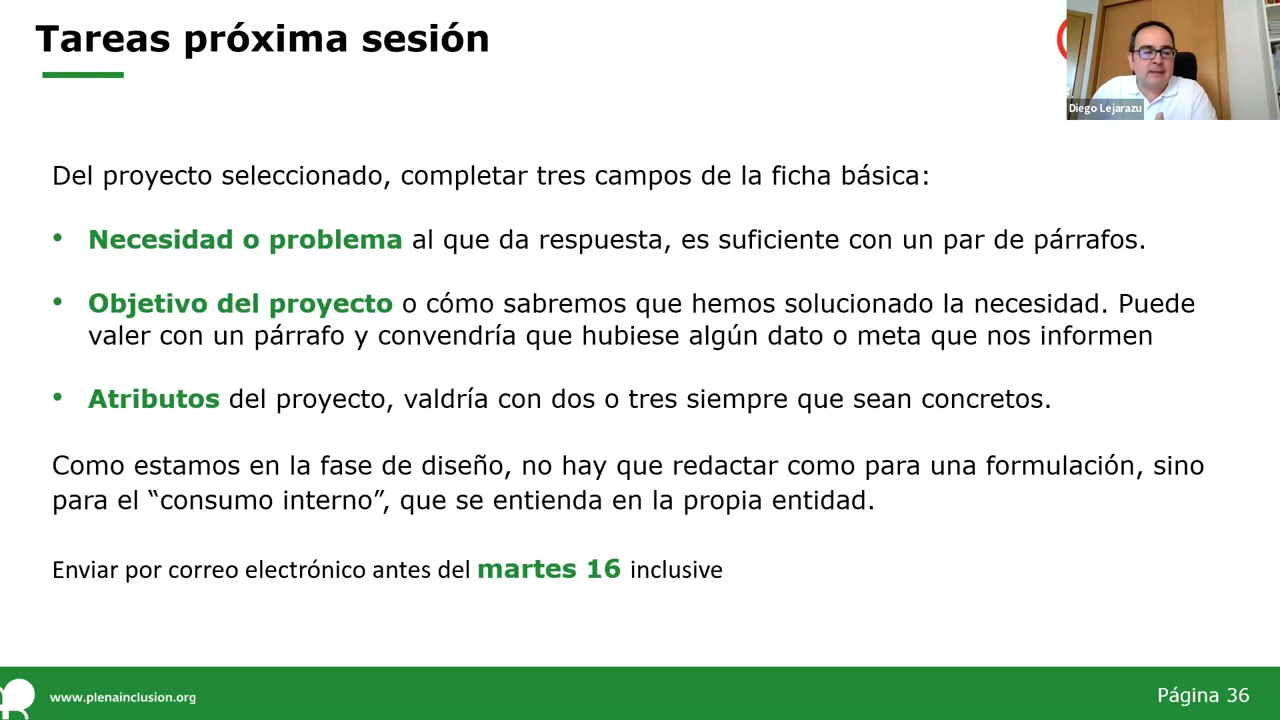 Tareas próxima sesión
Diego Lejarazu
Del proyecto seleccionado, completar tres campos de la ficha básica:
• Necesidad o problema al que da respuesta, es suficiente con un par de párrafos.
• Objetivo del proyecto o cómo sabremos que hemos solucionado la necesidad. Puede
valer con un párrafo y convendría que hubiese algún dato o meta que nos informen
• Atributos del proyecto, valdría con dos o tres siempre que sean concretos.
Como estamos en la fase de diseño, no hay que redactar como para una formulación, sino
para el “consumo interno”, que se entienda en la propia entidad.
Enviar por correo electrónico antes del martes 16 inclusive
www.plenainclusion.org
Página 36